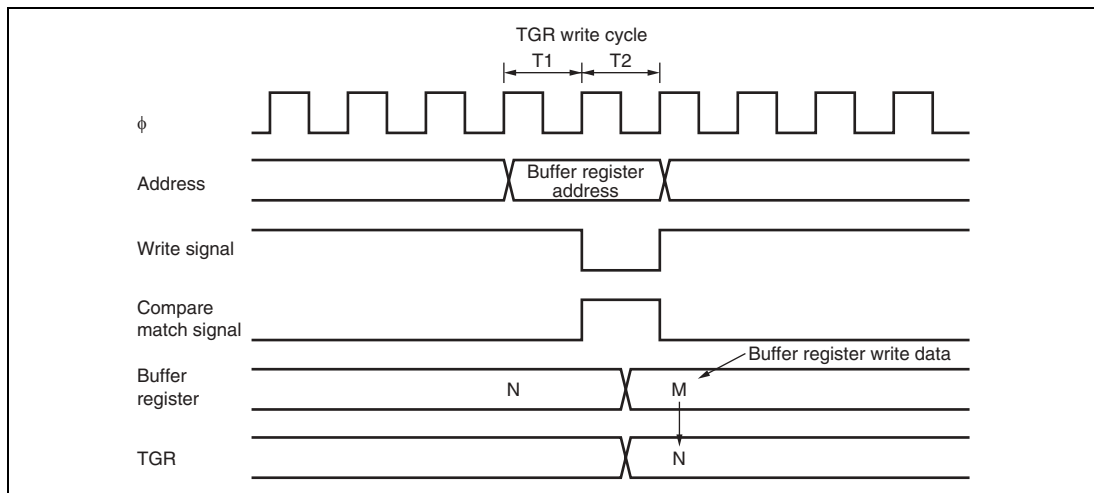 TGR write cycle
T1 T2
ϕ
Address
Buffer register
address
Write signal
Compare
match signal
Buffer register write data
Buffer
register
N M
TGR
N